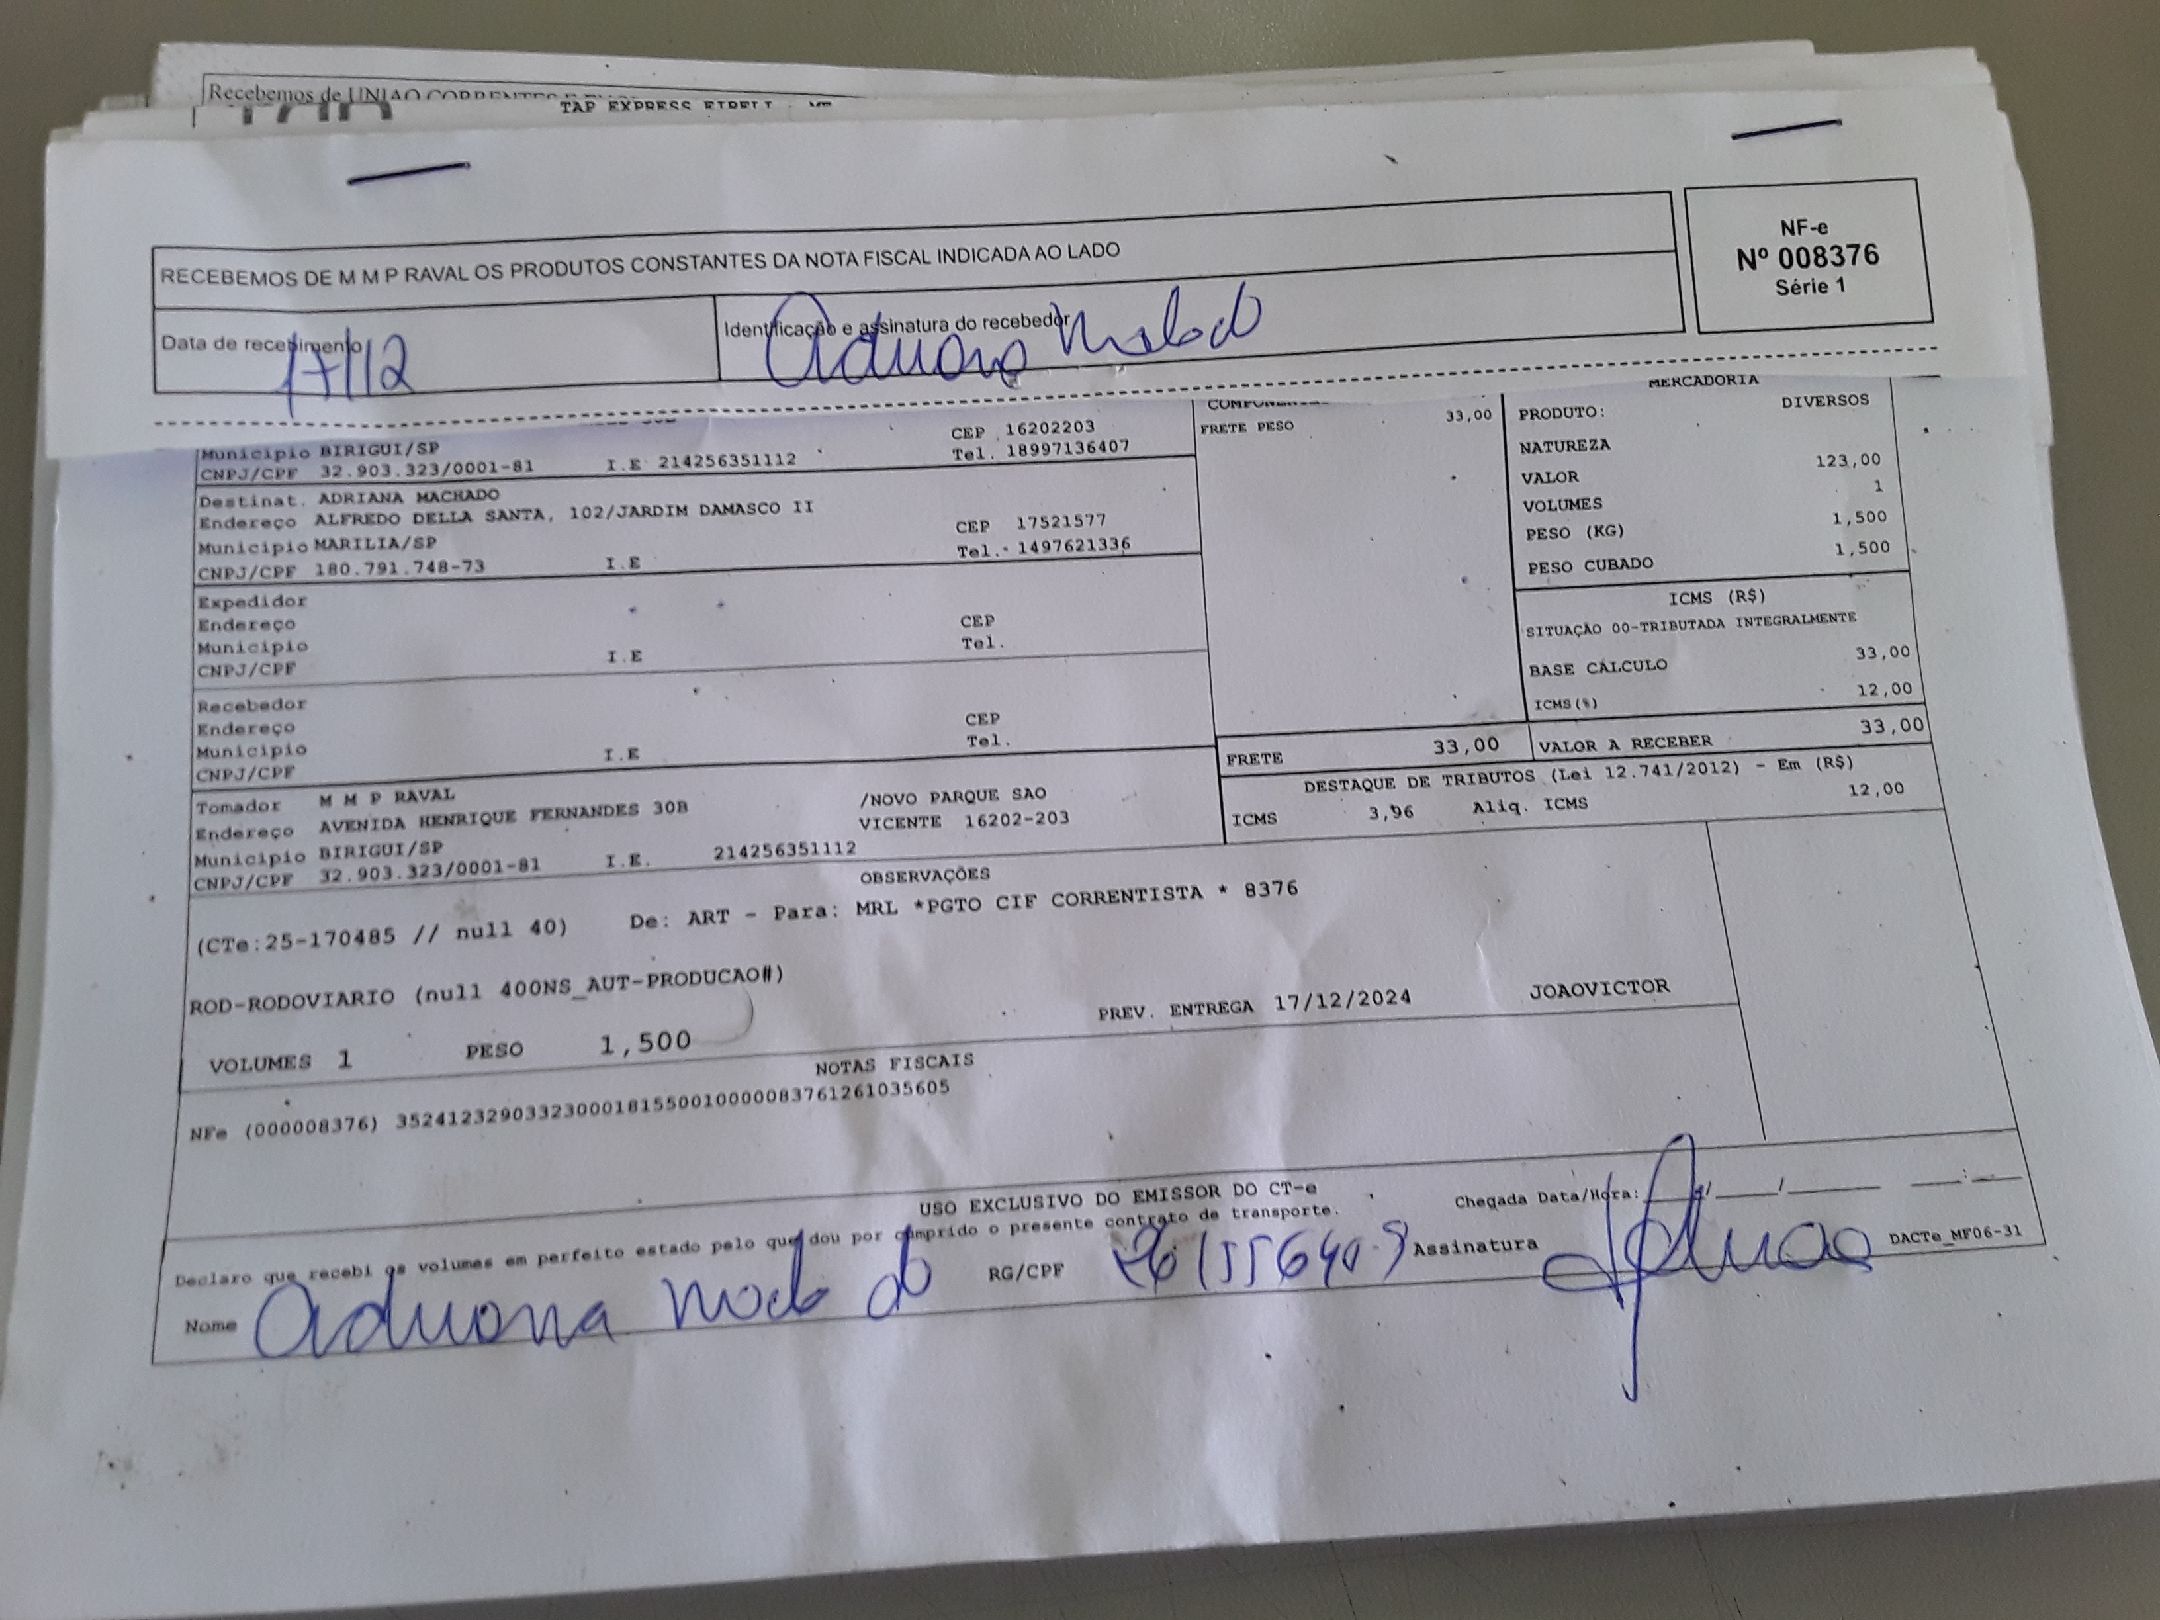 Recebemos de UNIAO CORRENTES E
TAP EXPRESS EIRELI - ME
RECEBEMOS DE M M P RAVAL OS PRODUTOS CONSTANTES DA NOTA FISCAL INDICADA AO LADO
NF-e
Nº 008376
Série 1
Data de recebimento 17/12
Identificação e assinatura do recebedor Adriana Machado
Município BIRIGUI/SP CEP 16202203
CNPJ/CPF 32.903.323/0001-81 I.E 214256351112 Tel. 18997136407
Destinat. ADRIANA MACHADO
Endereço ALFREDO DELLA SANTA, 102/JARDIM DAMASCO II
Município MARILIA/SP CEP 17521577
CNPJ/CPF 180.791.748-73 I.E Tel. 1497621336
Expedidor
Endereço
Município CEP
CNPJ/CPF I.E Tel.
Recebedor
Endereço
Município CEP
CNPJ/CPF I.E Tel.
Tomador M M P RAVAL
Endereço AVENIDA HENRIQUE FERNANDES 30B /NOVO PARQUE SAO
Município BIRIGUI/SP VICENTE 16202-203
CNPJ/CPF 32.903.323/0001-81 I.E. 214256351112
FRETE PESO 33,00
MERCADORIA
PRODUTO: DIVERSOS
NATUREZA
VALOR 123,00
VOLUMES 1
PESO (KG) 1,500
PESO CUBADO 1,500
ICMS (R$)
SITUAÇÃO 00-TRIBUTADA INTEGRALMENTE
BASE CÁLCULO 33,00
ICMS(%) 12,00
FRETE 33,00 VALOR A RECEBER 33,00
DESTAQUE DE TRIBUTOS (Lei 12.741/2012) - Em (R$)
ICMS 3,96 Aliq. ICMS 12,00
OBSERVAÇÕES
(CTe:25-170485 // null 40) De: ART - Para: MRL *PGTO CIF CORRENTISTA * 8376
ROD-RODOVIARIO (null 400NS_AUT-PRODUCAO#)
PREV. ENTREGA 17/12/2024 JOAOVICTOR
VOLUMES 1 PESO 1,500
NOTAS FISCAIS
NFe (000008376) 35241232903323000181550010000083761261035605
USO EXCLUSIVO DO EMISSOR DO CT-e
Declaro que recebi os volumes em perfeito estado pelo que dou por cumprido o presente contrato de transporte. Chegada Data/Hora: ____/____/____ __:__
Nome Adriana Machado RG/CPF Assinatura DACTe_MF06-31